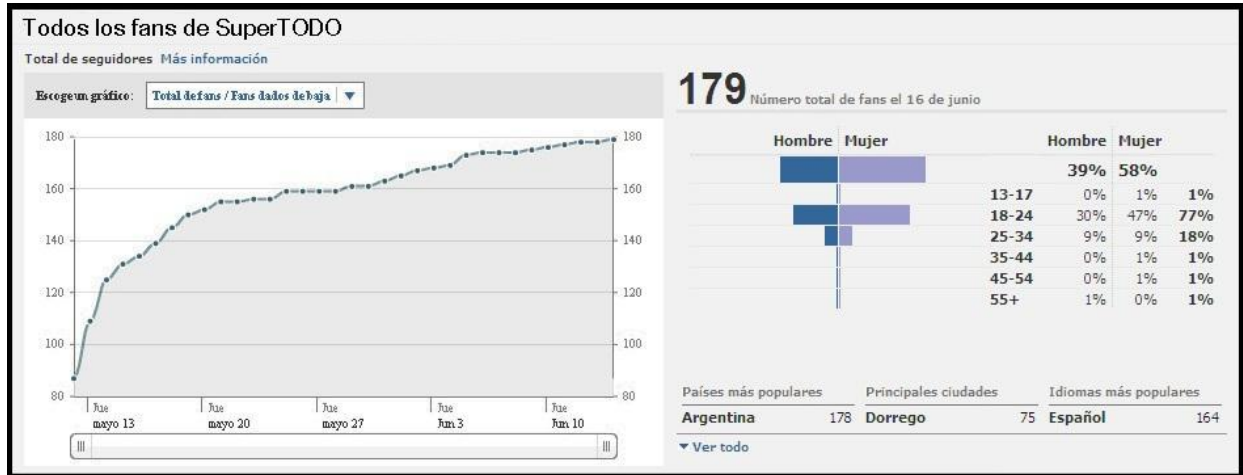 Todos los fans de SuperTODO
Total de seguidores Más información
Escoge un gráfico: Total de fans / Fans dados de baja
180 180
160 160
140 140
120 120
100 100
80 80
Jue Jue Jue Jue Jue
mayo 13 mayo 20 mayo 27 Jun 3 Jun 10
179 Número total de fans el 16 de junio
Hombre Mujer Hombre Mujer
39% 58%
13-17 0% 1% 1%
18-24 30% 47% 77%
25-34 9% 9% 18%
35-44 0% 1% 1%
45-54 0% 1% 1%
55+ 1% 0% 1%
Países más populares Principales ciudades Idiomas más populares
Argentina 178 Dorrego 75 Español 164
Ver todo